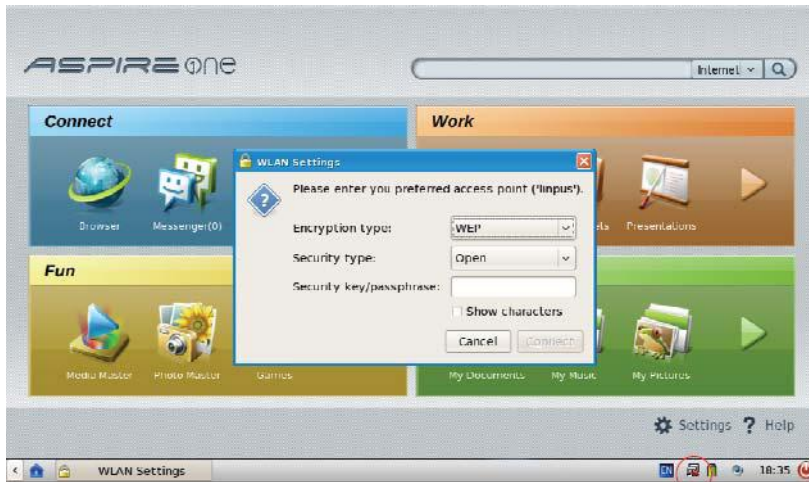 ASPIRE one
Internet
Connect
Work
WLAN Settings
Please enter you preferred access point ('linpus').
Encryption type:
WEP
Security type:
Open
Security key/passphrase:
Show characters
Cancel
Connect
Browser
Messenger(0)
Presentations
Fun
Media Master
Photo Master
Games
My Documents
My Music
My Pictures
Settings
? Help
WLAN Settings
EN
18:35